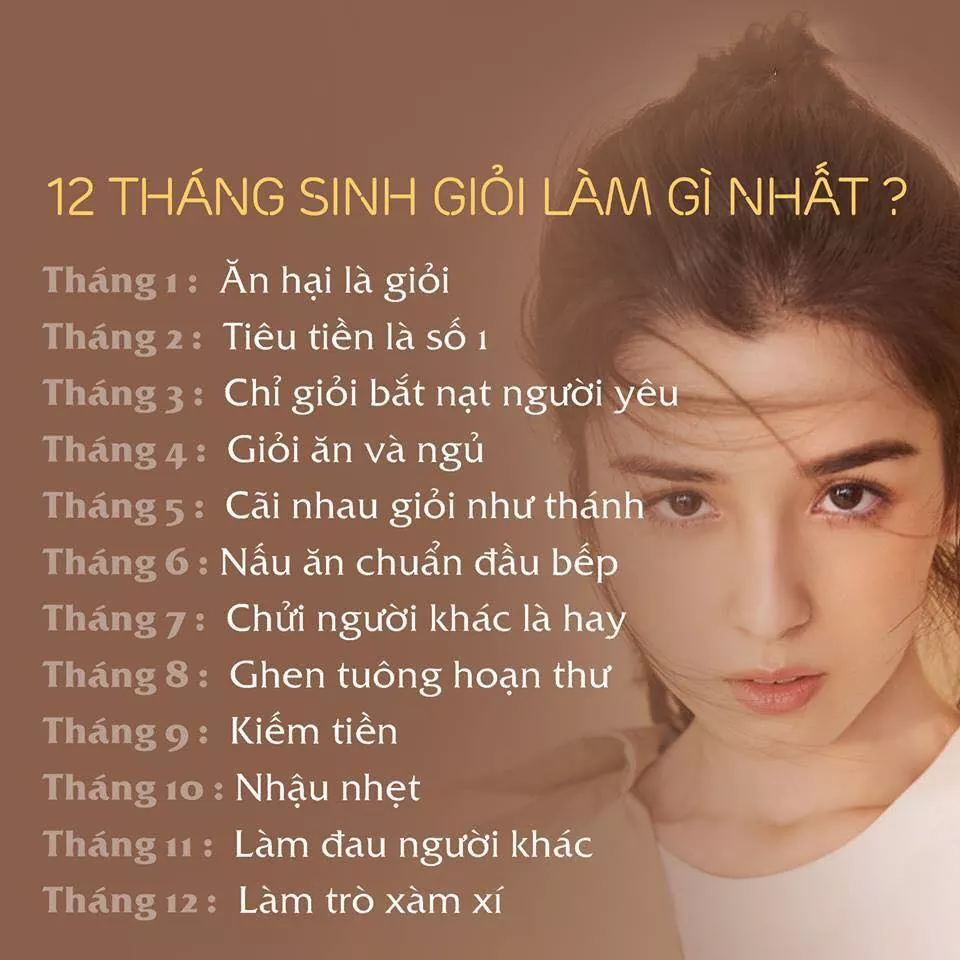 12 THÁNG SINH GIỎI LÀM GÌ NHẤT ?
Tháng 1 : Ăn hại là giỏi
Tháng 2 : Tiêu tiền là số 1
Tháng 3 : Chỉ giỏi bắt nạt người yêu
Tháng 4 : Giỏi ăn và ngủ
Tháng 5 : Cãi nhau giỏi như thánh
Tháng 6 : Nấu ăn chuẩn đầu bếp
Tháng 7 : Chửi người khác là hay
Tháng 8 : Ghen tuông hoạn thư
Tháng 9 : Kiếm tiền
Tháng 10 : Nhậu nhẹt
Tháng 11 : Làm đau người khác
Tháng 12 : Làm trò xàm xí